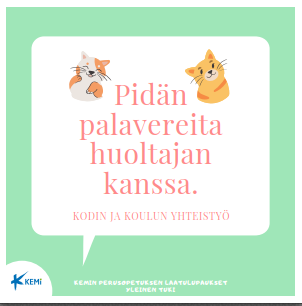 Pidän
palavereita
huoltajan
kanssa.
KODIN JA KOULUN YHTEISTYÖ
KEMI
KEMIN PERUSOPETUKSEN LAATULUPAUKSET
YLEINEN TUKI